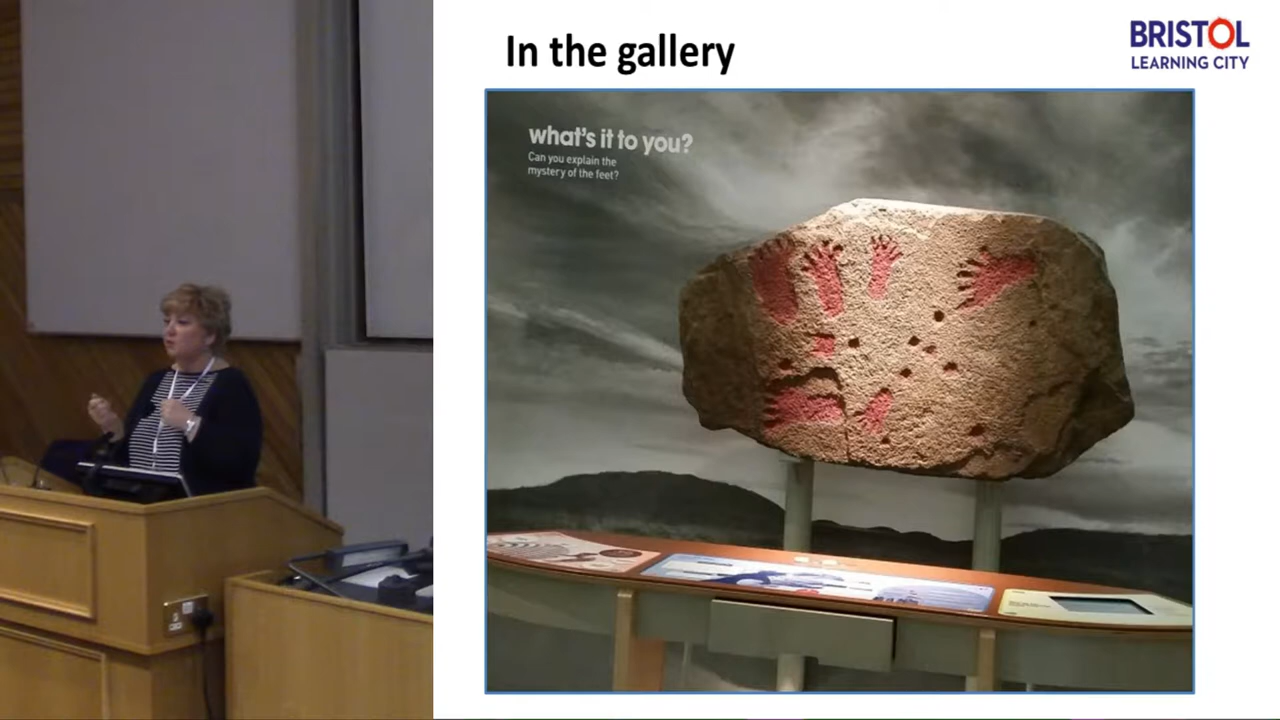 In the gallery
BRISTOL
LEARNING CITY
what's it to you?
Can you explain the
mystery of the feet?